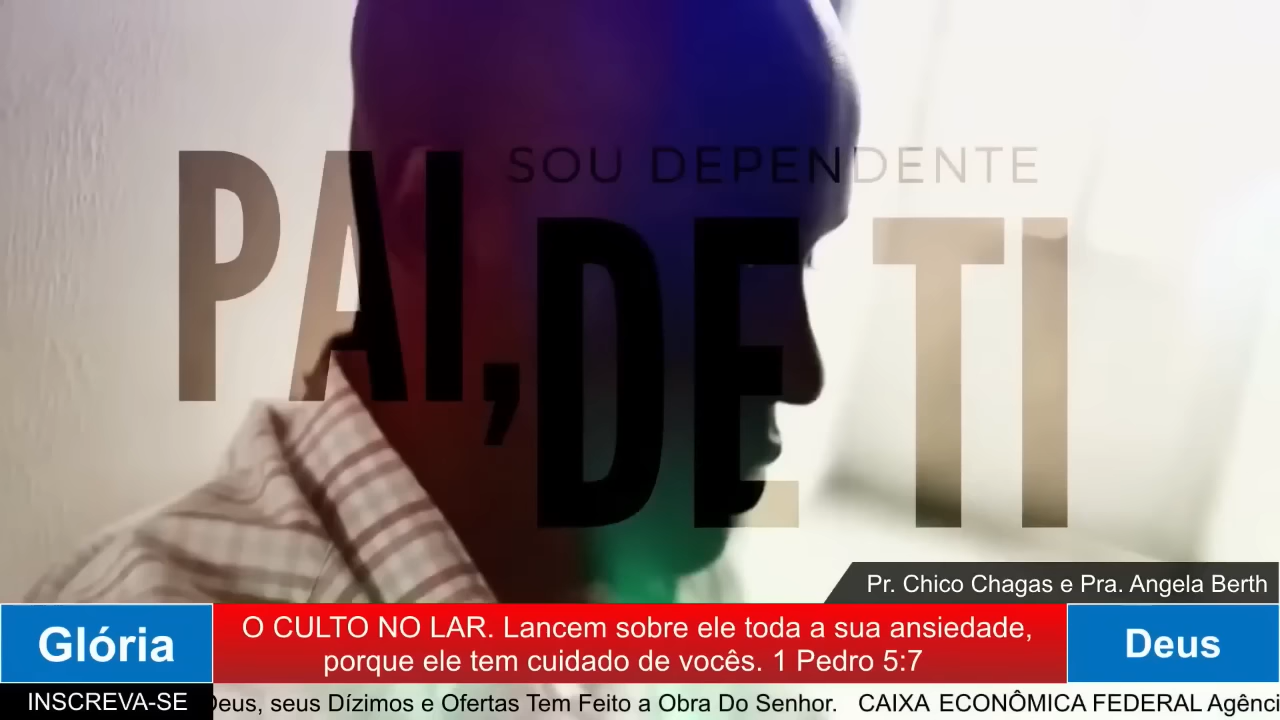 SOU DEPENDENTE
PAI, DE TI
Pr. Chico Chagas e Pra. Angela Berth
Glória
O CULTO NO LAR. Lancem sobre ele toda a sua ansiedade,
porque ele tem cuidado de vocês. 1 Pedro 5:7
Deus
INSCREVA-SE
Deus, seus Dízimos e Ofertas Tem Feito a Obra Do Senhor. CAIXA ECONÔMICA FEDERAL Agênci